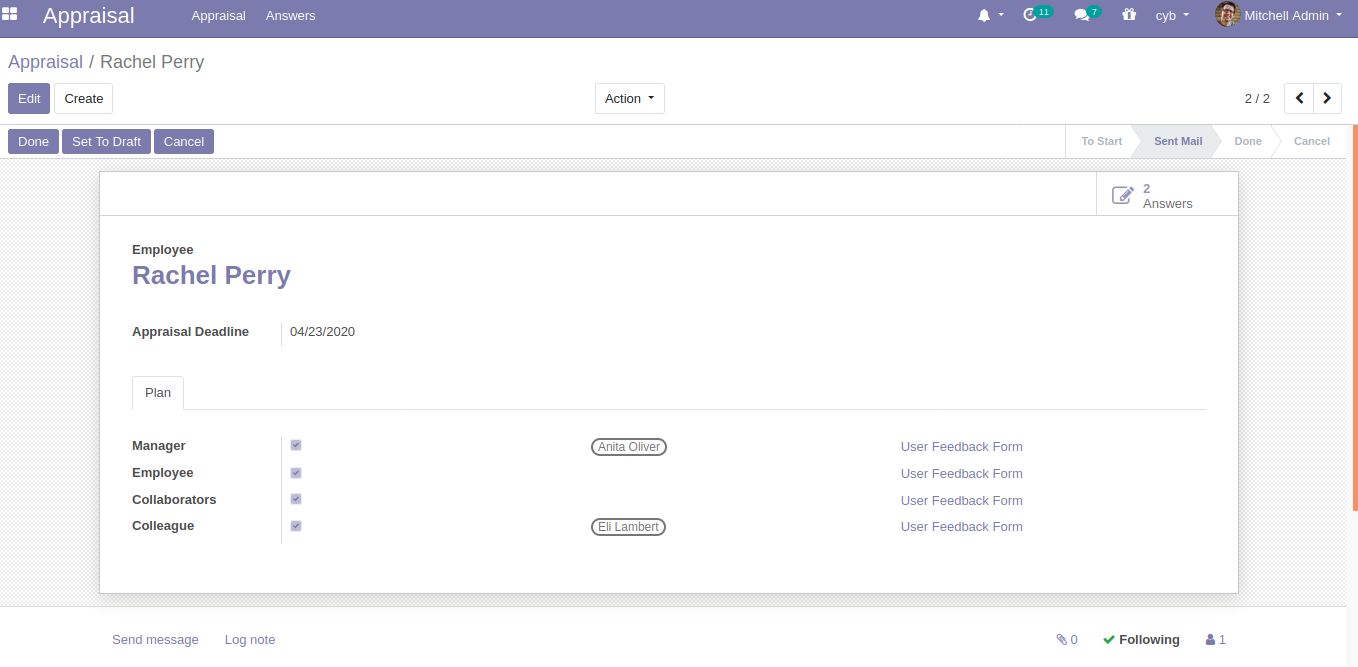 Appraisal Appraisal Answers 11 7 cyb Mitchell Admin
Appraisal / Rachel Perry
Edit Create Action 2 / 2
Done Set To Draft Cancel To Start Sent Mail Done Cancel
2
Answers
Employee
Rachel Perry
Appraisal Deadline 04/23/2020
Plan
Manager Anita Oliver User Feedback Form
Employee User Feedback Form
Collaborators User Feedback Form
Colleague Eli Lambert User Feedback Form
Send message Log note 0 Following 1